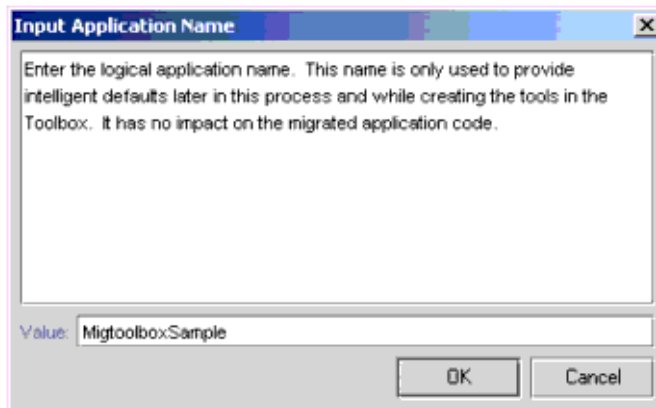 Input Application Name
Enter the logical application name. This name is only used to provide
intelligent defaults later in this process and while creating the tools in the
Toolbox. It has no impact on the migrated application code.
Value: MigtoolboxSample
OK Cancel